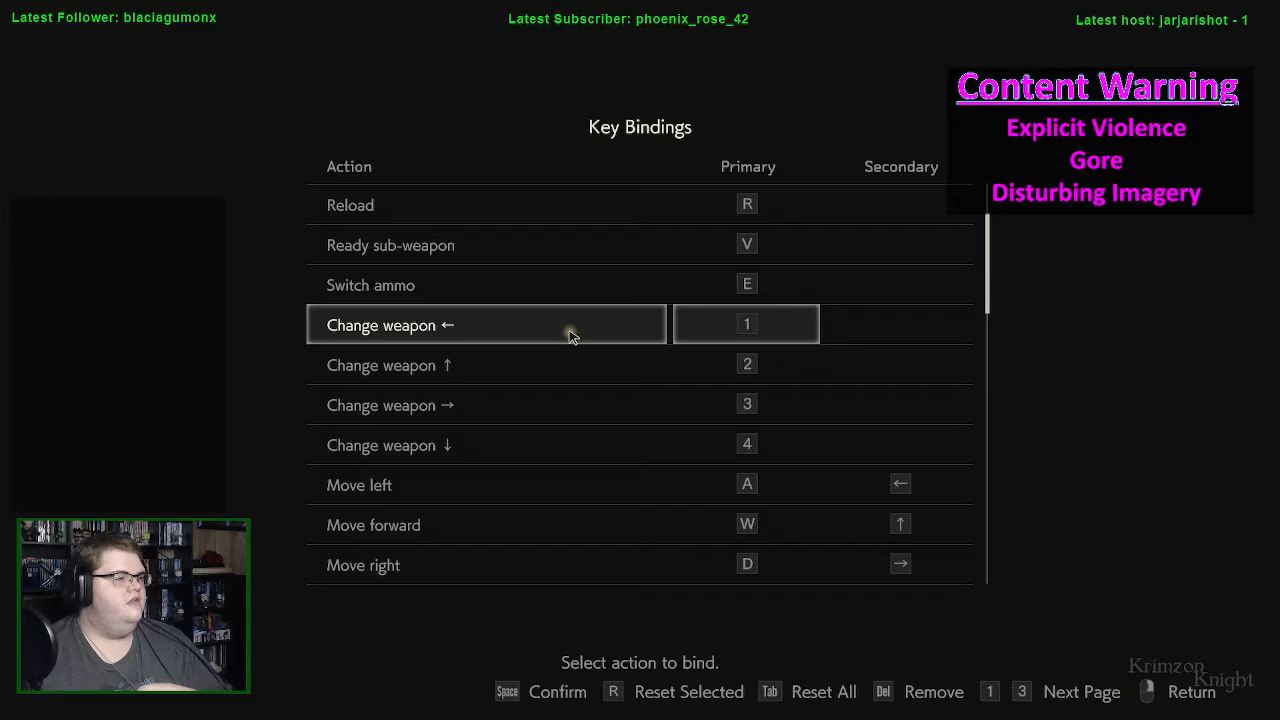 Latest Follower: blaciagumonx
Latest Subscriber: phoenix_rose_42
Latest host: jarjarishot - 1
Content Warning
Explicit Violence
Gore
Disturbing Imagery
Key Bindings
Action Primary Secondary
Reload R
Ready sub-weapon V
Switch ammo E
Change weapon ← 1
Change weapon ↑ 2
Change weapon → 3
Change weapon ↓ 4
Move left A ←
Move forward W ↑
Move right D →
Select action to bind.
Krimzon
Knight
Space Confirm R Reset Selected Tab Reset All Del Remove 1 3 Next Page Return